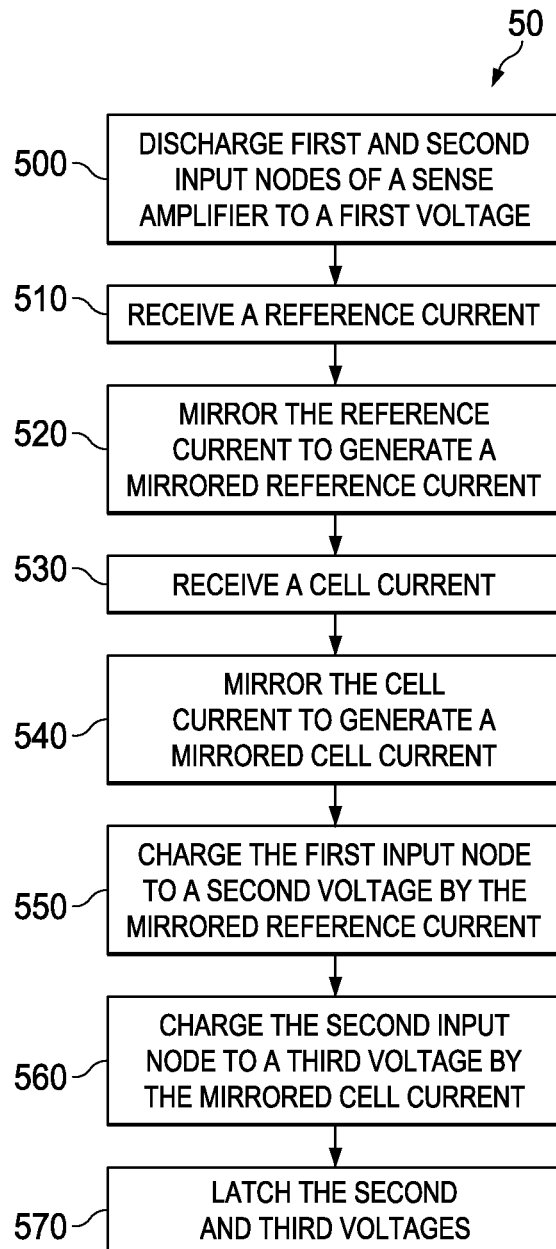 50
500
DISCHARGE FIRST AND SECOND
INPUT NODES OF A SENSE
AMPLIFIER TO A FIRST VOLTAGE
510
RECEIVE A REFERENCE CURRENT
520
MIRROR THE REFERENCE
CURRENT TO GENERATE A
MIRRORED REFERENCE CURRENT
530
RECEIVE A CELL CURRENT
540
MIRROR THE CELL
CURRENT TO GENERATE A
MIRRORED CELL CURRENT
550
CHARGE THE FIRST INPUT NODE
TO A SECOND VOLTAGE BY THE
MIRRORED REFERENCE CURRENT
560
CHARGE THE SECOND INPUT
NODE TO A THIRD VOLTAGE BY
THE MIRRORED CELL CURRENT
570
LATCH THE SECOND
AND THIRD VOLTAGES